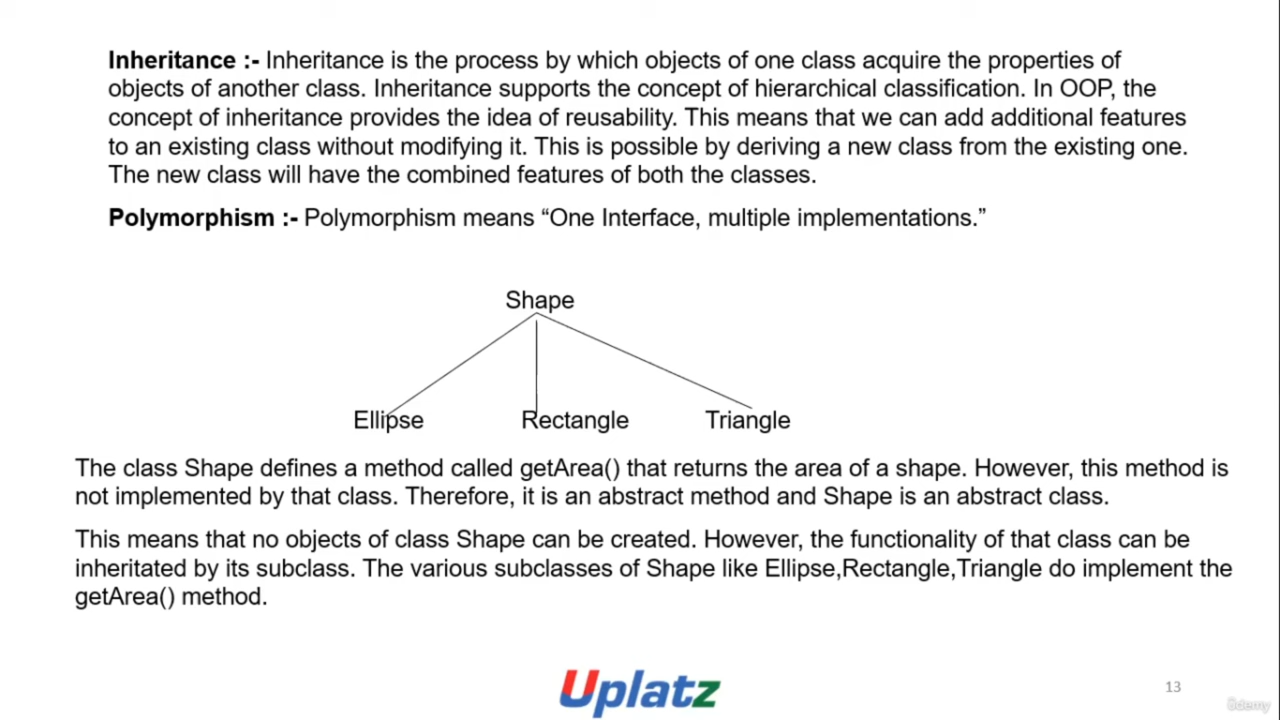 Inheritance :- Inheritance is the process by which objects of one class acquire the properties of
objects of another class. Inheritance supports the concept of hierarchical classification. In OOP, the
concept of inheritance provides the idea of reusability. This means that we can add additional features
to an existing class without modifying it. This is possible by deriving a new class from the existing one.
The new class will have the combined features of both the classes.
Polymorphism :- Polymorphism means “One Interface, multiple implementations.”
Shape
Ellipse Rectangle Triangle
The class Shape defines a method called getArea() that returns the area of a shape. However, this method is
not implemented by that class. Therefore, it is an abstract method and Shape is an abstract class.
This means that no objects of class Shape can be created. However, the functionality of that class can be
inheritated by its subclass. The various subclasses of Shape like Ellipse,Rectangle,Triangle do implement the
getArea() method.
Uplatz
13
ûdemy